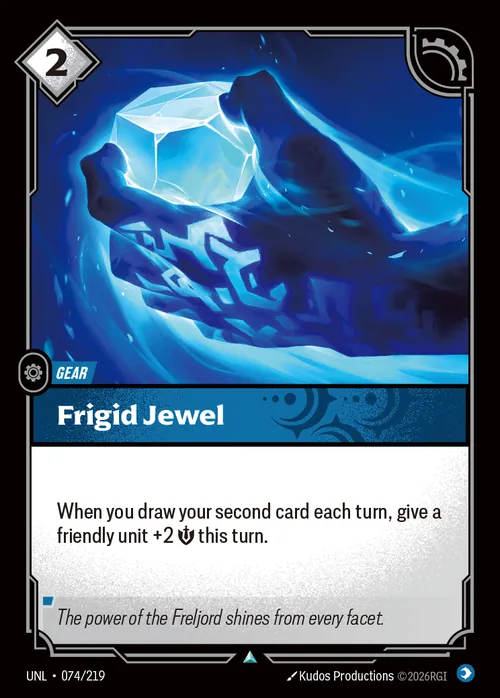 2
GEAR
Frigid Jewel
When you draw your second card each turn, give a
friendly unit +2 this turn.
The power of the Freljord shines from every facet.
UNL • 074/219
Kudos Productions ©2026RGI